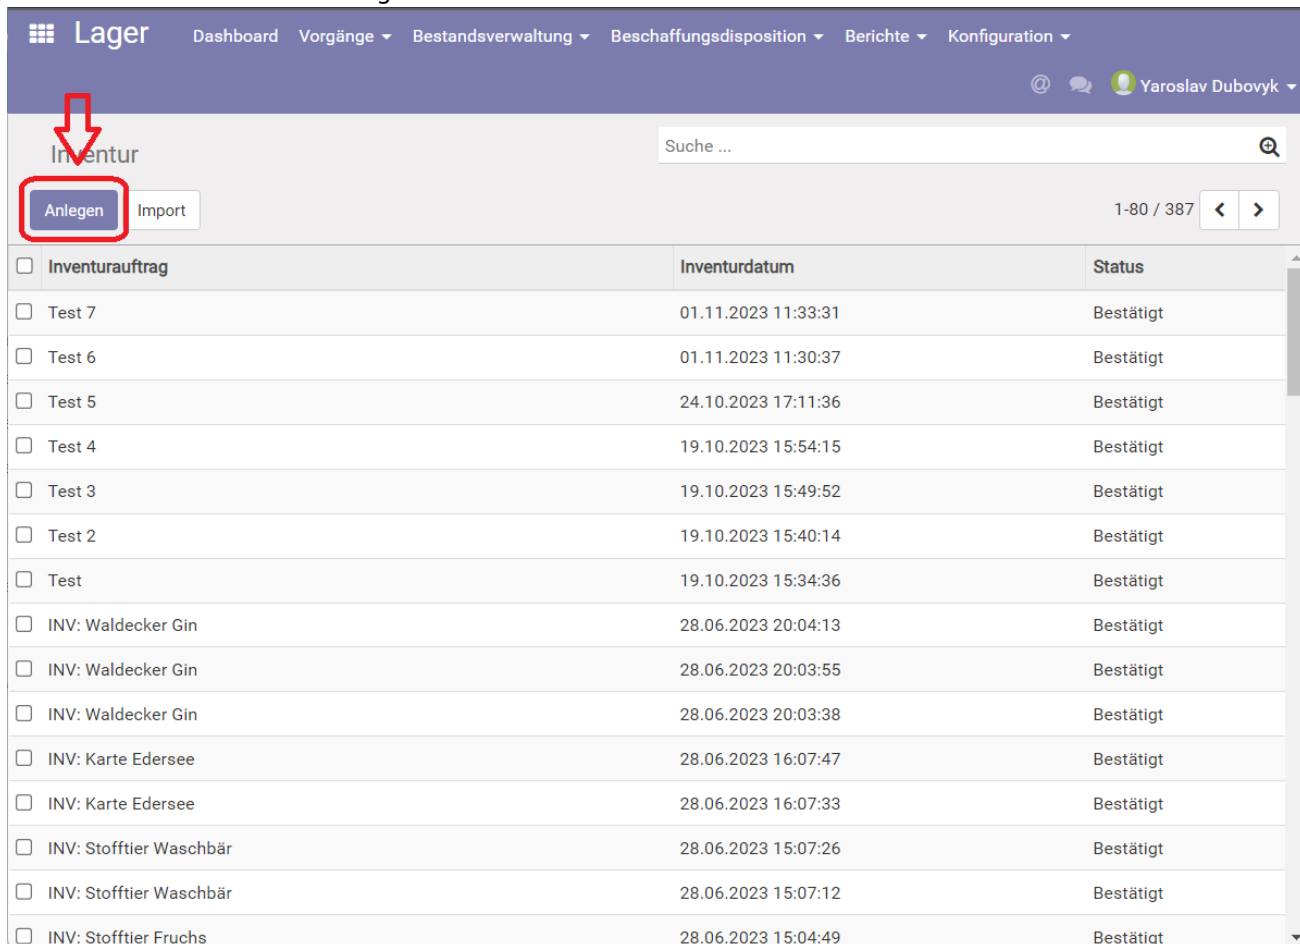 Lager Dashboard Vorgänge Bestandsverwaltung Beschaffungsdisposition Berichte Konfiguration
@ Yaroslav Dubovyk
Inventur Suche ...
Anlegen Import 1-80 / 387
Inventurauftrag Inventurdatum Status
Test 7 01.11.2023 11:33:31 Bestätigt
Test 6 01.11.2023 11:30:37 Bestätigt
Test 5 24.10.2023 17:11:36 Bestätigt
Test 4 19.10.2023 15:54:15 Bestätigt
Test 3 19.10.2023 15:49:52 Bestätigt
Test 2 19.10.2023 15:40:14 Bestätigt
Test 19.10.2023 15:34:36 Bestätigt
INV: Waldecker Gin 28.06.2023 20:04:13 Bestätigt
INV: Waldecker Gin 28.06.2023 20:03:55 Bestätigt
INV: Waldecker Gin 28.06.2023 20:03:38 Bestätigt
INV: Karte Edersee 28.06.2023 16:07:47 Bestätigt
INV: Karte Edersee 28.06.2023 16:07:33 Bestätigt
INV: Stofftier Waschbär 28.06.2023 15:07:26 Bestätigt
INV: Stofftier Waschbär 28.06.2023 15:07:12 Bestätigt
INV: Stofftier Fruchs 28.06.2023 15:04:49 Bestätigt